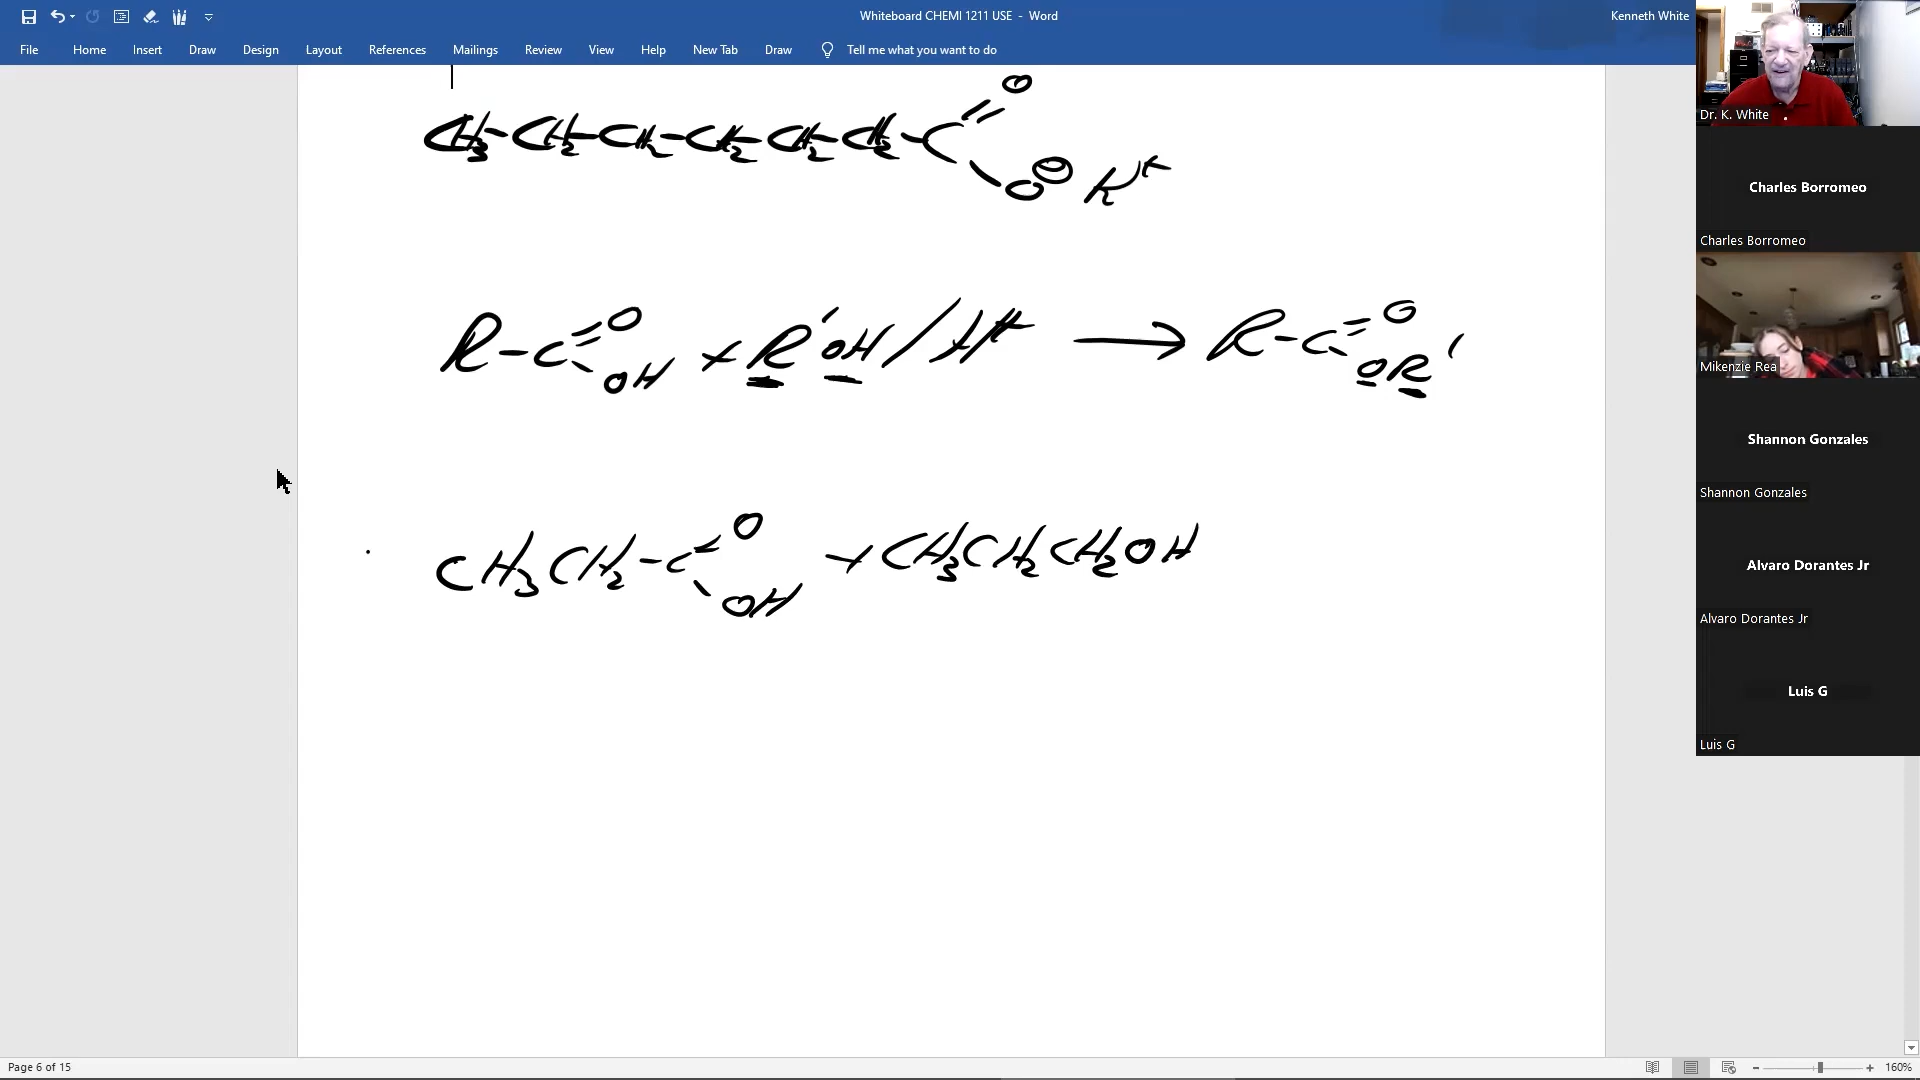 Whiteboard CHEMI 1211 USE - Word
Kenneth White
File Home Insert Draw Design Layout References Mailings Review View Help New Tab Draw Tell me what you want to do
O
CH3-CH2-CH2-CH2-CH2-CH2-C
O⊖ K+
R-C=O OH + R'OH/H+ → R-C=O OR'
CH3CH2-C=O OH + CH3CH2CH2OH
Dr. K. White
Charles Borromeo
Charles Borromeo
Mikenzie Rea
Shannon Gonzales
Shannon Gonzales
Alvaro Dorantes Jr
Alvaro Dorantes Jr
Luis G
Luis G
Page 6 of 15
160%